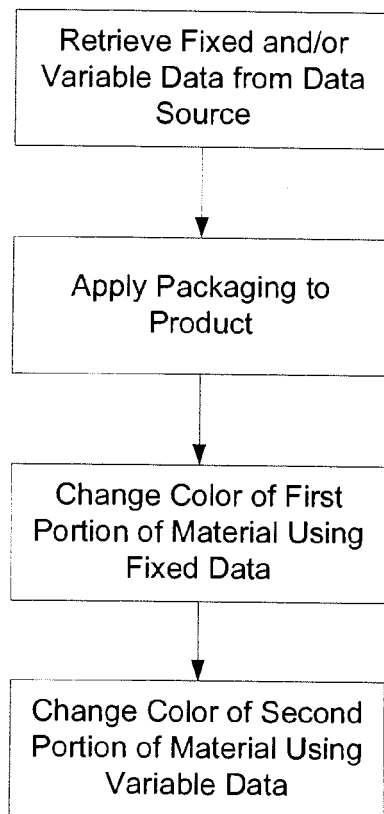 Retrieve Fixed and/or
Variable Data from Data
Source
Apply Packaging to
Product
Change Color of First
Portion of Material Using
Fixed Data
Change Color of Second
Portion of Material Using
Variable Data